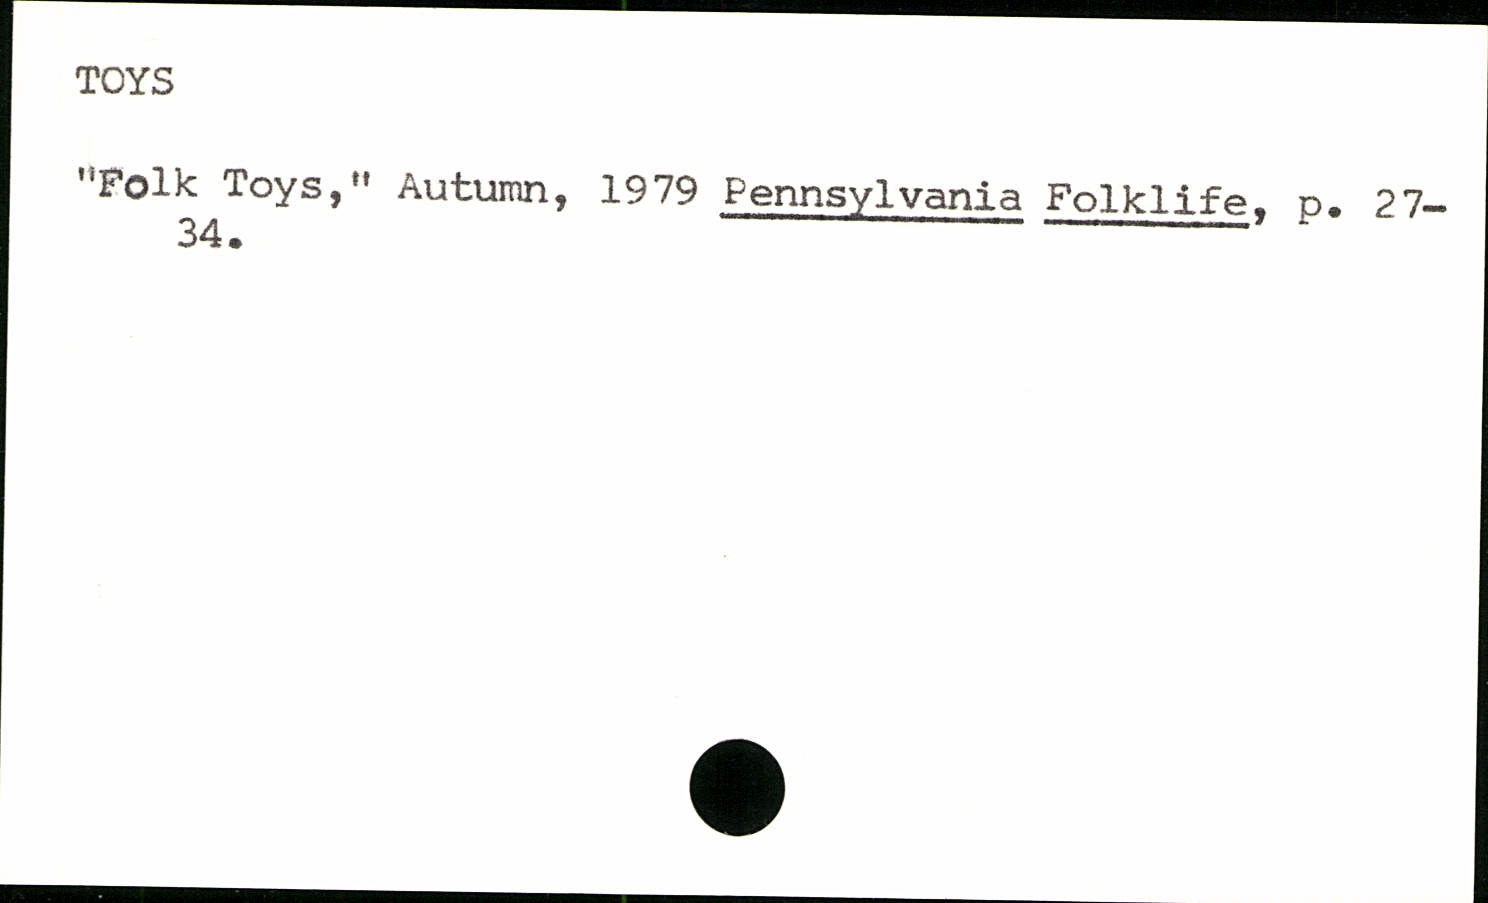 TOYS
"Folk Toys," Autumn, 1979 Pennsylvania Folklife, p. 27-
34.